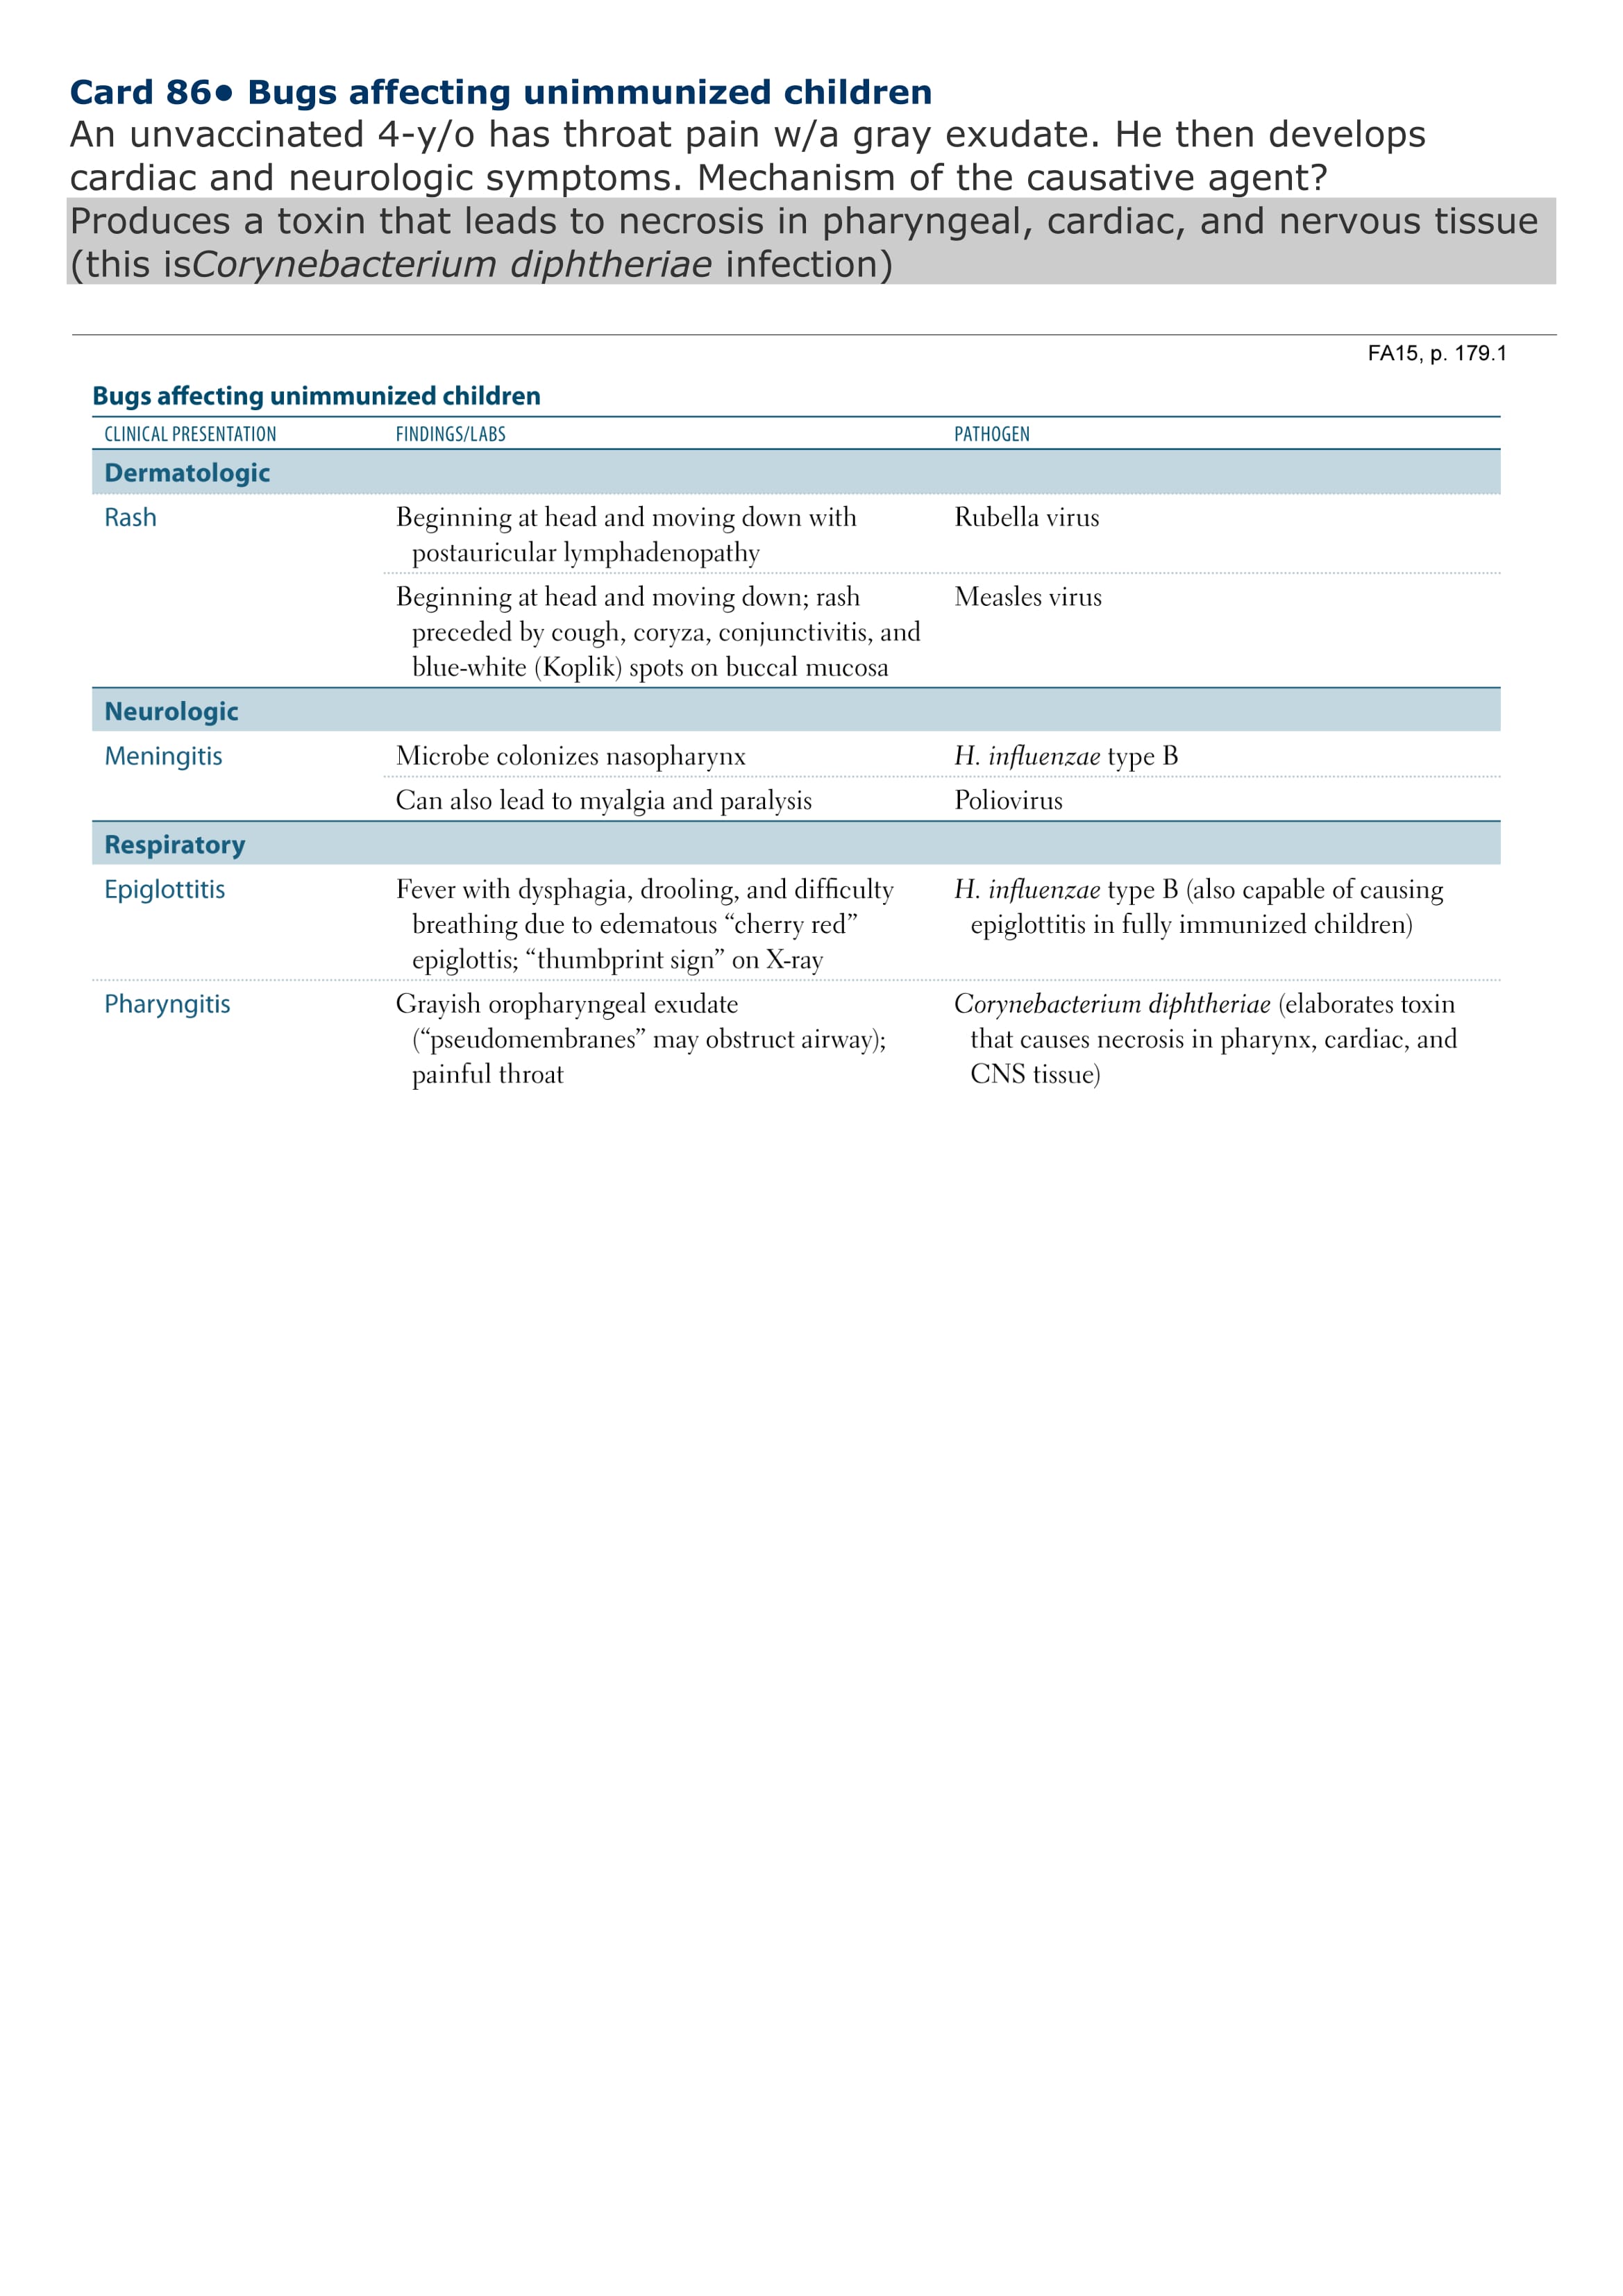 Card 86• Bugs affecting unimmunized children
An unvaccinated 4-y/o has throat pain w/a gray exudate. He then develops
cardiac and neurologic symptoms. Mechanism of the causative agent?
Produces a toxin that leads to necrosis in pharyngeal, cardiac, and nervous tissue
(this isCorynebacterium diphtheriae infection)
FA15, p. 179.1
Bugs affecting unimmunized children
CLINICAL PRESENTATION FINDINGS/LABS PATHOGEN
Dermatologic
Rash Beginning at head and moving down with Rubella virus
postauricular lymphadenopathy
Beginning at head and moving down; rash Measles virus
preceded by cough, coryza, conjunctivitis, and
blue-white (Koplik) spots on buccal mucosa
Neurologic
Meningitis Microbe colonizes nasopharynx H. influenzae type B
Can also lead to myalgia and paralysis Poliovirus
Respiratory
Epiglottitis Fever with dysphagia, drooling, and difficulty H. influenzae type B (also capable of causing
breathing due to edematous “cherry red” epiglottitis in fully immunized children)
epiglottis; “thumbprint sign” on X-ray
Pharyngitis Grayish oropharyngeal exudate Corynebacterium diphtheriae (elaborates toxin
(“pseudomembranes” may obstruct airway); that causes necrosis in pharynx, cardiac, and
painful throat CNS tissue)